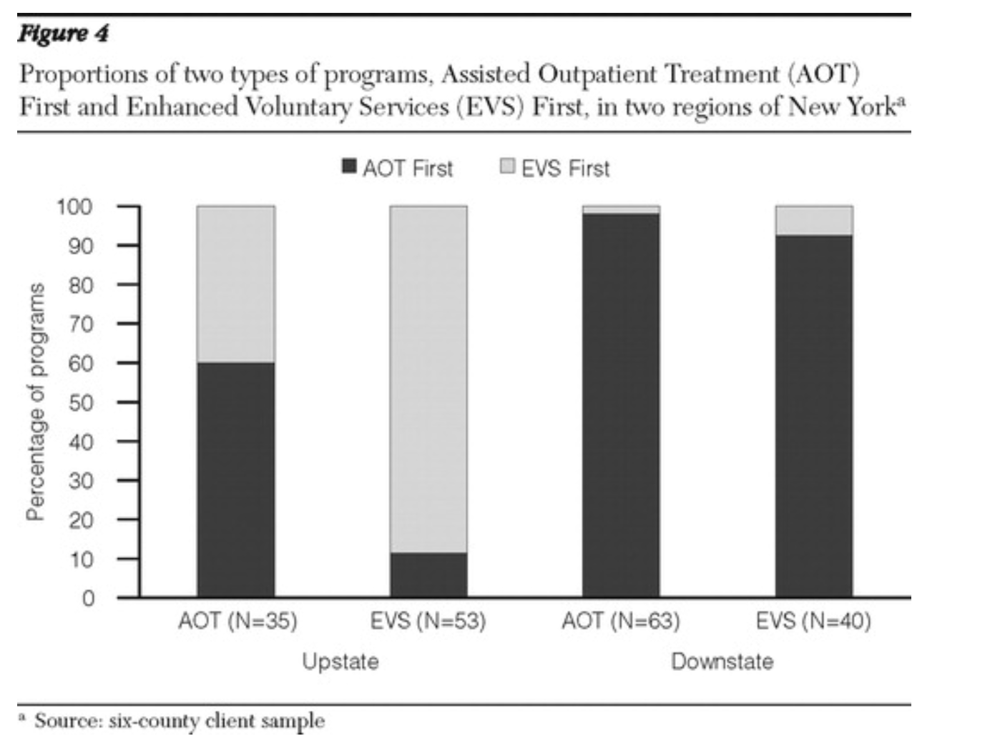 Figure 4
Proportions of two types of programs, Assisted Outpatient Treatment (AOT)
First and Enhanced Voluntary Services (EVS) First, in two regions of New Yorkᵃ
AOT First EVS First
Percentage of programs
100
90
80
70
60
50
40
30
20
10
0
AOT (N=35) EVS (N=53) AOT (N=63) EVS (N=40)
Upstate Downstate
ᵃ Source: six-county client sample